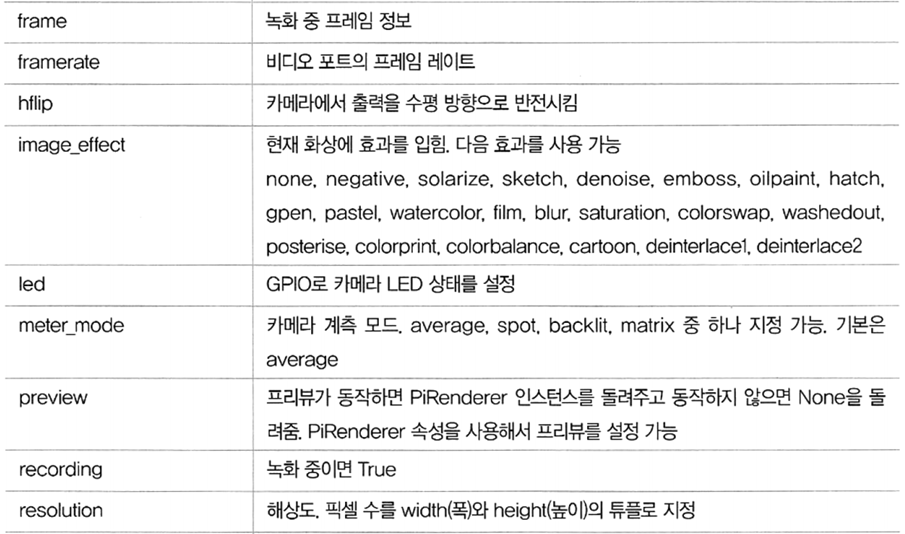 frame 녹화 중 프레임 정보
framerate 비디오 포트의 프레임 레이트
hflip 카메라에서 출력을 수평 방향으로 반전시킴
image_effect 현재 화상에 효과를 입힘. 다음 효과를 사용 가능
none, negative, solarize, sketch, denoise, emboss, oilpaint, hatch,
gpen, pastel, watercolor, film, blur, saturation, colorswap, washedout,
posterise, colorprint, colorbalance, cartoon, deinterlace1, deinterlace2
led GPIO로 카메라 LED 상태를 설정
meter_mode 카메라 계측 모드. average, spot, backlit, matrix 중 하나 지정 가능. 기본은
average
preview 프리뷰가 동작하면 PiRenderer 인스턴스를 돌려주고 동작하지 않으면 None을 돌
려줌. PiRenderer 속성을 사용해서 프리뷰를 설정 가능
recording 녹화 중이면 True
resolution 해상도. 픽셀 수를 width(폭)와 height(높이)의 튜플로 지정